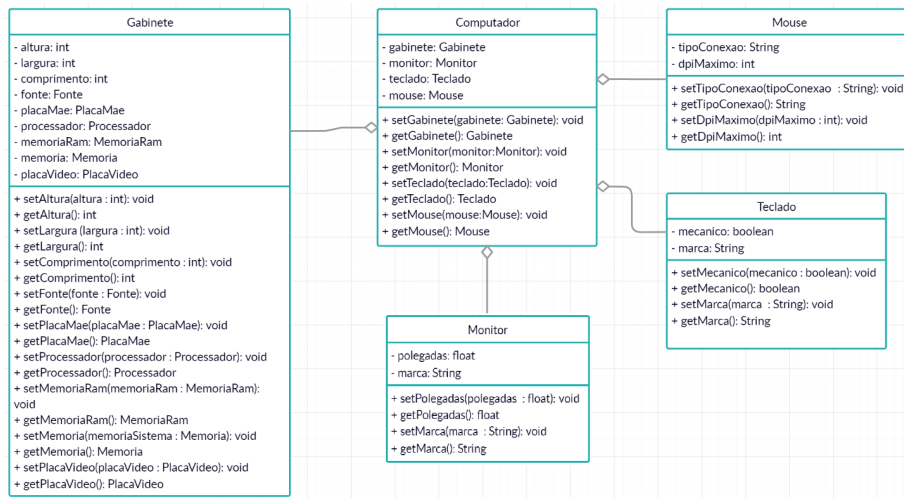 Gabinete
- altura: int
- largura: int
- comprimento: int
- fonte: Fonte
- placaMae: PlacaMae
- processador: Processador
- memoriaRam: MemoriaRam
- memoria: Memoria
- placaVideo: PlacaVideo
+ setAltura(altura : int): void
+ getAltura(): int
+ setLargura (largura : int): void
+ getLargura(): int
+ setComprimento(comprimento : int): void
+ getComprimento(): int
+ setFonte(fonte : Fonte): void
+ getFonte(): Fonte
+ setPlacaMae(placaMae : PlacaMae): void
+ getPlacaMae(): PlacaMae
+ setProcessador(processador : Processador): void
+ getProcessador(): Processador
+ setMemoriaRam(memoriaRam : MemoriaRam):
void
+ getMemoriaRam(): MemoriaRam
+ setMemoria(memoriaSistema : Memoria): void
+ getMemoria(): Memoria
+ setPlacaVideo(placaVideo : PlacaVideo): void
+ getPlacaVideo(): PlacaVideo
Computador
- gabinete: Gabinete
- monitor: Monitor
- teclado: Teclado
- mouse: Mouse
+ setGabinete(gabinete: Gabinete): void
+ getGabinete(): Gabinete
+ setMonitor(monitor:Monitor): void
+ getMonitor(): Monitor
+ setTeclado(teclado:Teclado): void
+ getTeclado(): Teclado
+ setMouse(mouse:Mouse): void
+ getMouse(): Mouse
Mouse
- tipoConexao: String
- dpiMaximo: int
+ setTipoConexao(tipoConexao : String): void
+ getTipoConexao(): String
+ setDpiMaximo(dpiMaximo : int): void
+ getDpiMaximo(): int
Teclado
- mecanico: boolean
- marca: String
+ setMecanico(mecanico : boolean): void
+ getMecanico(): boolean
+ setMarca(marca : String): void
+ getMarca(): String
Monitor
- polegadas: float
- marca: String
+ setPolegadas(polegadas : float): void
+ getPolegadas(): float
+ setMarca(marca : String): void
+ getMarca(): String